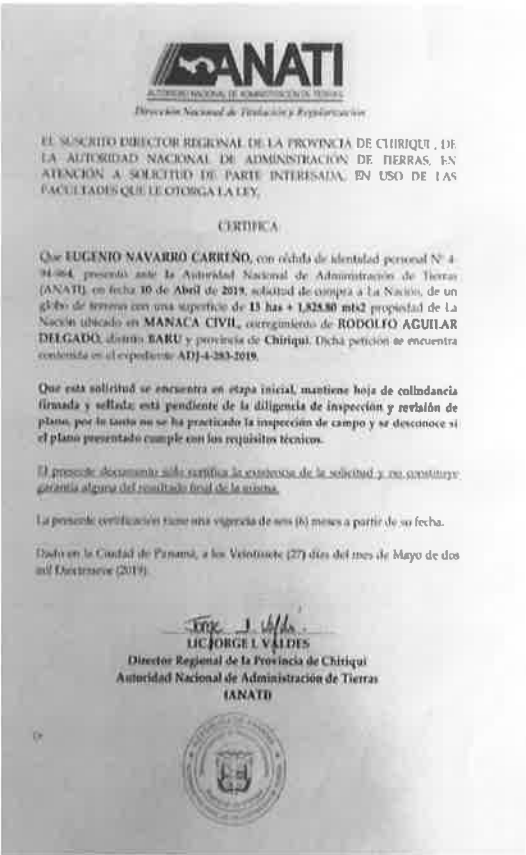 ANATI
AUTORIDAD NACIONAL DE ADMINISTRACIÓN DE TIERRAS
Dirección Nacional de Titulación y Regularización
EL SUSCRITO DIRECTOR REGIONAL DE LA PROVINCIA DE CHIRIQUI, DE
LA AUTORIDAD NACIONAL DE ADMINISTRACIÓN DE TIERRAS, EN
ATENCIÓN A SOLICITUD DE PARTE INTERESADA, EN USO DE LAS
FACULTADES QUE LE OTORGA LA LEY,
CERTIFICA
Que EUGENIO NAVARRO CARREÑO, con cédula de identidad personal N° 4-
presentó ante la Autoridad Nacional de Administración de Tierras
(ANATI), en fecha 10 de Abril de 2019, solicitud de compra a La Nación, de un
globo de terreno con una superficie de 15 has + 1,828.80 mts2 propiedad de La
Nación ubicado en MANACA CIVIL, corregimiento de RODOLFO AGUILAR
DELGADO, distrito BARU y provincia de Chiriqui. Dicha petición se encuentra
contenida en el expediente ADJ-4-283-2019.
Que esta solicitud se encuentra en etapa inicial, mantiene hoja de colindancia
firmada y sellada; está pendiente de la diligencia de inspección y revisión de
plano, por lo tanto no se ha practicado la inspección de campo y se desconoce si
el plano presentado cumple con los requisitos técnicos.
El presente documento sólo certifica la existencia de la solicitud y no constituye
garantía alguna del resultado final de la misma.
La presente certificación tiene una vigencia de seis (6) meses a partir de su fecha.
Dado en la Ciudad de Panamá, a los Veintisiete (27) días del mes de Mayo de dos
mil Diecinueve (2019).
LIC JORGE I. VALDES
Director Regional de la Provincia de Chiriqui
Autoridad Nacional de Administración de Tierras
(ANATI)